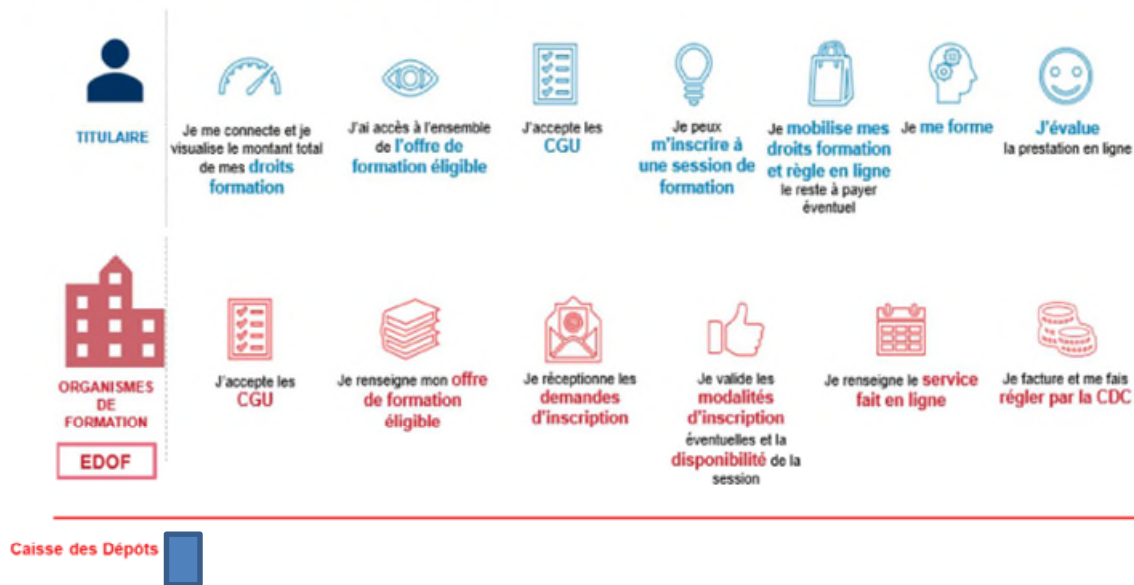 TITULAIRE
Je me connecte et je
visualise le montant total
de mes droits
formation
J'ai accès à l'ensemble
de l'offre de
formation éligible
J'accepte les
CGU
Je peux
m'inscrire à
une session de
formation
Je mobilise mes
droits formation
et règle en ligne
le reste à payer
éventuel
Je me forme
J'évalue
la prestation en ligne
ORGANISMES
DE
FORMATION
EDOF
J'accepte les
CGU
Je renseigne mon offre
de formation
éligible
Je réceptionne les
demandes
d'inscription
Je valide les
modalités
d'inscription
éventuelles et la
disponibilité de la
session
Je renseigne le service
fait en ligne
Je facture et me fais
régler par la CDC
Caisse des Dépôts